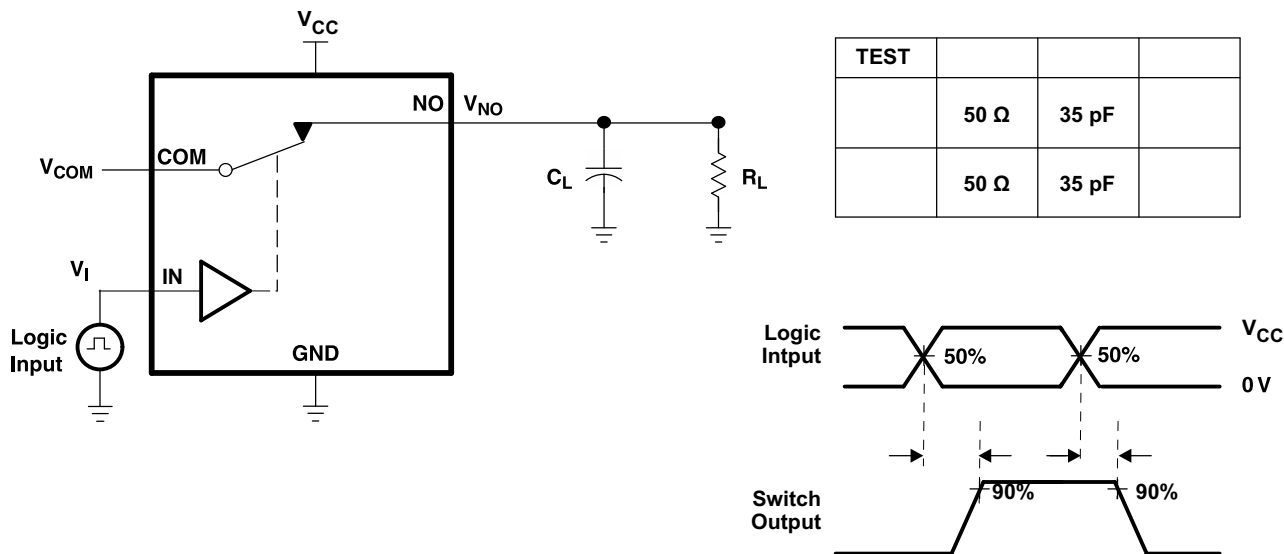 VCC
NO VNO
VCOM COM
CL RL
VI IN
Logic
Input
GND
TEST
50 Ω 35 pF
50 Ω 35 pF
Logic
Intput
50% 50%
VCC
0 V
Switch
Output
90% 90%